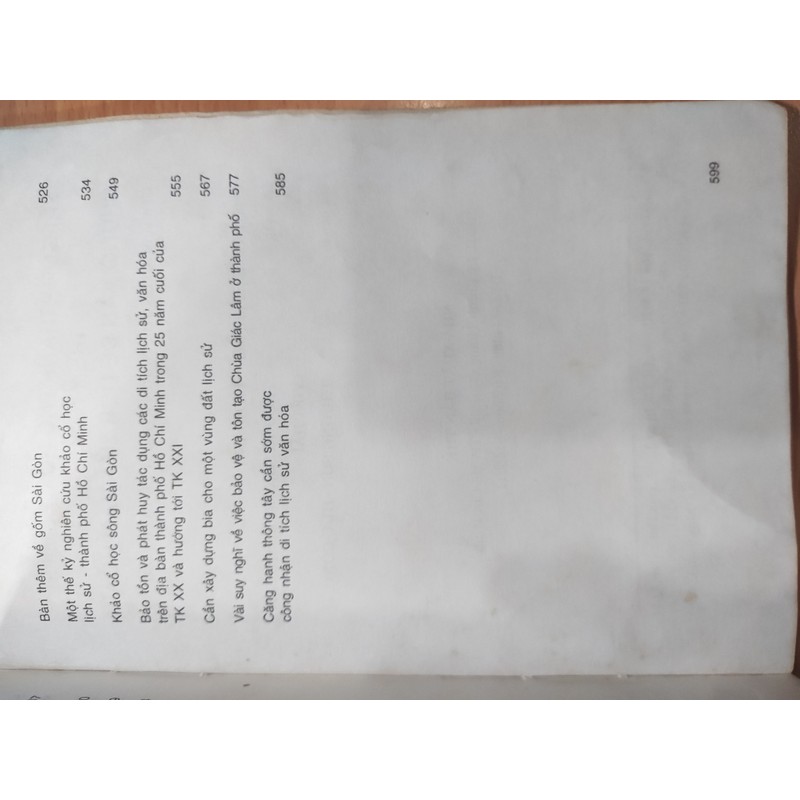 Bàn thêm về gốm Sài Gòn 526
Một thế kỷ nghiên cứu khảo cổ học
lịch sử - thành phố Hồ Chí Minh 534
Khảo cổ học sông Sài Gòn 549
Bảo tồn và phát huy tác dụng các di tích lịch sử, văn hóa
trên địa bàn thành phố Hồ Chí Minh trong 25 năm cuối của
TK XX và hướng tới TK XXI 555
Cần xây dựng bia cho một vùng đất lịch sử 567
Vài suy nghĩ về việc bảo vệ và tôn tạo Chùa Giác Lâm ở thành phố 577
Căng hanh thông tây cần sớm được
công nhận di tích lịch sử văn hóa 585
599